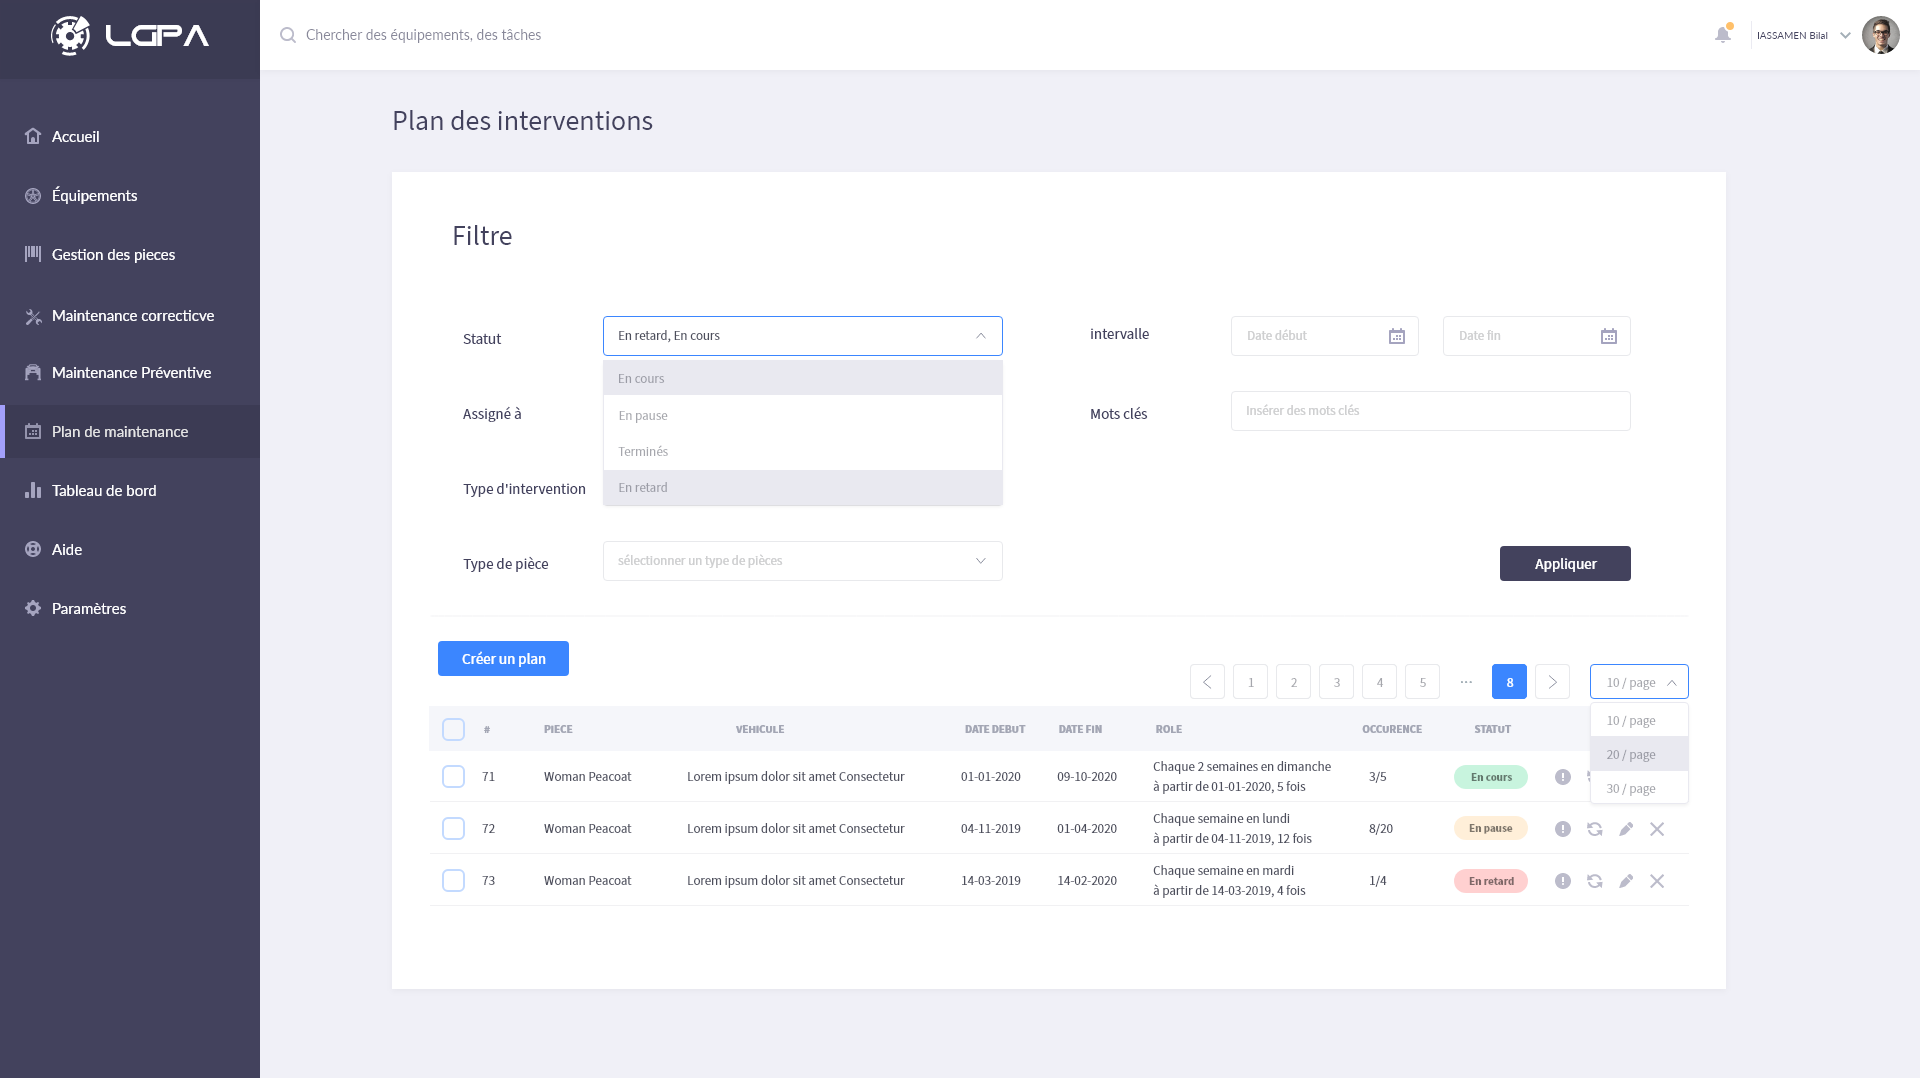 LGPA
Chercher des équipements, des tâches
IASSAMEN Bilal
Accueil
Équipements
Gestion des pieces
Maintenance correcticve
Maintenance Préventive
Plan de maintenance
Tableau de bord
Aide
Paramètres
Plan des interventions
Filtre
Statut
En retard, En cours
En cours
En pause
Terminés
En retard
intervalle
Date début
Date fin
Assigné à
Mots clés
Insérer des mots clés
Type d'intervention
Type de pièce
sélectionner un type de pièces
Appliquer
Créer un plan
1 2 3 4 5 ... 8
10 / page
10 / page
20 / page
30 / page
# PIECE VEHICULE DATE DEBUT DATE FIN ROLE OCCURENCE STATUT
71 Woman Peacoat Lorem ipsum dolor sit amet Consectetur 01-01-2020 09-10-2020 Chaque 2 semaines en dimanche
à partir de 01-01-2020, 5 fois 3/5 En cours
72 Woman Peacoat Lorem ipsum dolor sit amet Consectetur 04-11-2019 01-04-2020 Chaque semaine en lundi
à partir de 04-11-2019, 12 fois 8/20 En pause
73 Woman Peacoat Lorem ipsum dolor sit amet Consectetur 14-03-2019 14-02-2020 Chaque semaine en mardi
à partir de 14-03-2019, 4 fois 1/4 En retard